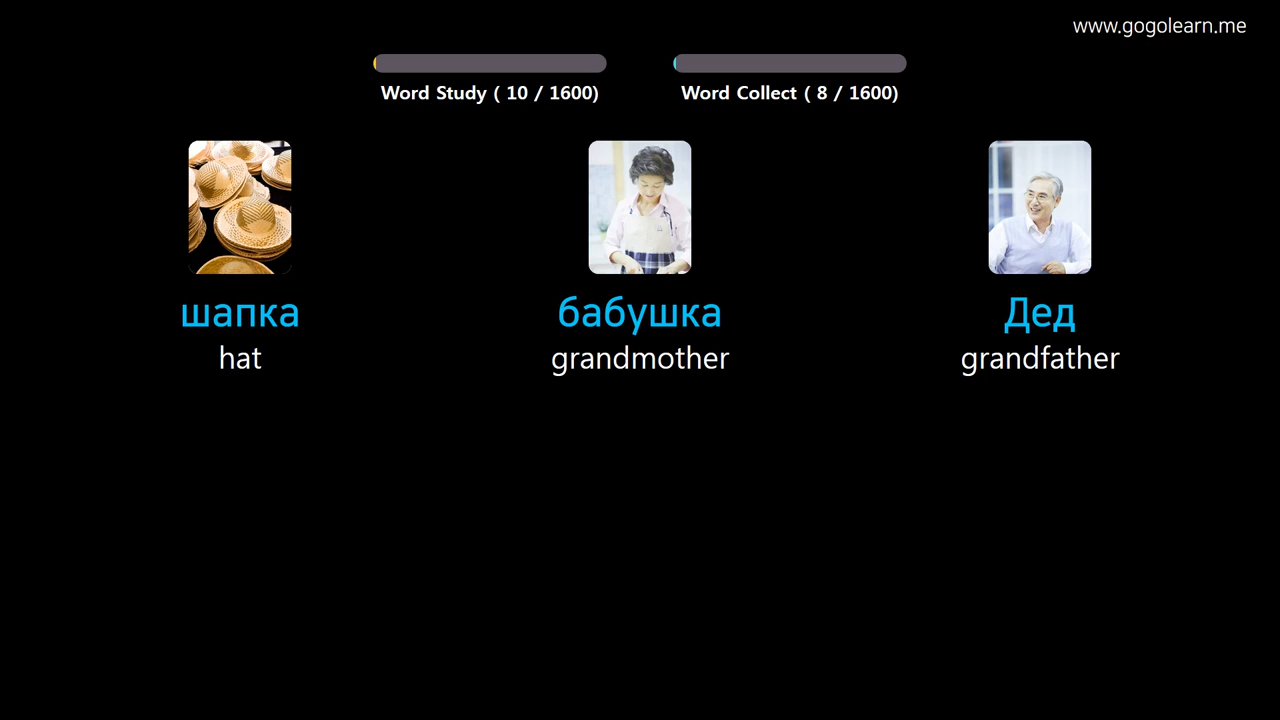 www.gogolearn.me
Word Study ( 10 / 1600)
Word Collect ( 8 / 1600)
шапка
hat
бабушка
grandmother
Дед
grandfather